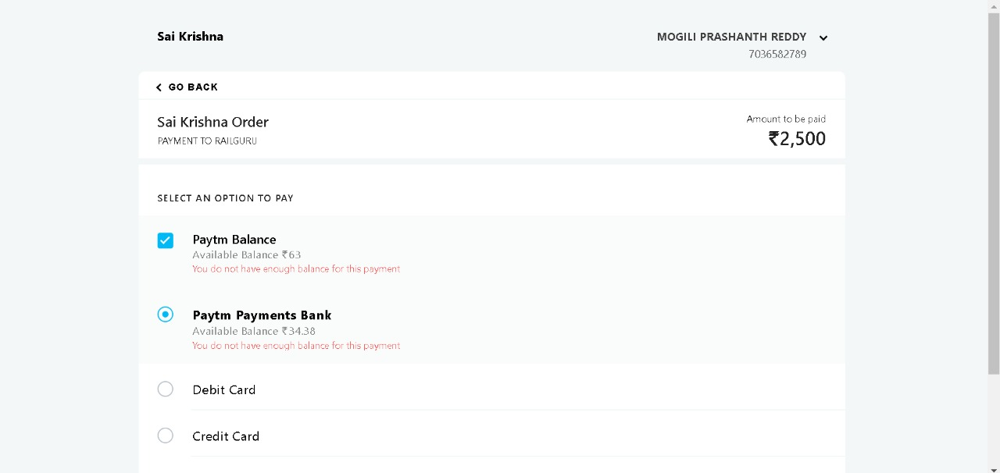 Sai Krishna
MOGILI PRASHANTH REDDY
7036582789
GO BACK
Sai Krishna Order
PAYMENT TO RAILGURU
Amount to be paid
₹2,500
SELECT AN OPTION TO PAY
Paytm Balance
Available Balance ₹63
You do not have enough balance for this payment
Paytm Payments Bank
Available Balance ₹34.38
You do not have enough balance for this payment
Debit Card
Credit Card